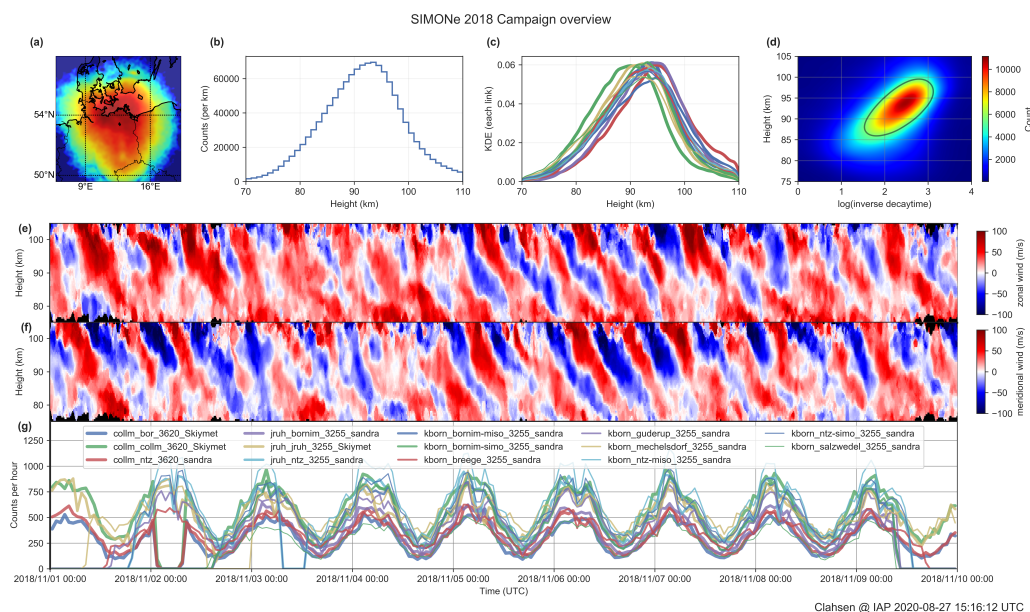 SIMONe 2018 Campaign overview
(a) (b) (c) (d)
54°N
50°N
9°E 16°E
Counts (per km)
60000
40000
20000
0
70 80 90 100 110
Height (km)
KDE (each link)
0.06
0.04
0.02
0.00
70 80 90 100 110
Height (km)
Height (km)
105
100
95
90
85
80
75
0 1 2 3 4
log(inverse decaytime)
10000
8000
6000
4000
2000
(e)
Height (km)
100
90
80
100
50
0
−50
−100
zonal wind (m/s)
(f)
Height (km)
100
90
80
100
50
0
−50
−100
meridional wind (m/s)
(g)
collm_bor_3620_Skiymet jruh_bornim_3255_sandra kborn_bornim-miso_3255_sandra kborn_guderup_3255_sandra kborn_ntz-simo_3255_sandra
collm_collm_3620_Skiymet jruh_jruh_3255_Skiymet kborn_bornim-simo_3255_sandra kborn_mechelsdorf_3255_sandra kborn_salzwedel_3255_sandra
collm_ntz_3620_sandra jruh_ntz_3255_sandra kborn_breege_3255_sandra kborn_ntz-miso_3255_sandra
Counts per hour
1250
1000
750
500
250
0
2018/11/01 00:00 2018/11/02 00:00 2018/11/03 00:00 2018/11/04 00:00 2018/11/05 00:00 2018/11/06 00:00 2018/11/07 00:00 2018/11/08 00:00 2018/11/09 00:00 2018/11/10 00:00
Time (UTC)
Clahsen @ IAP 2020-08-27 15:16:12 UTC